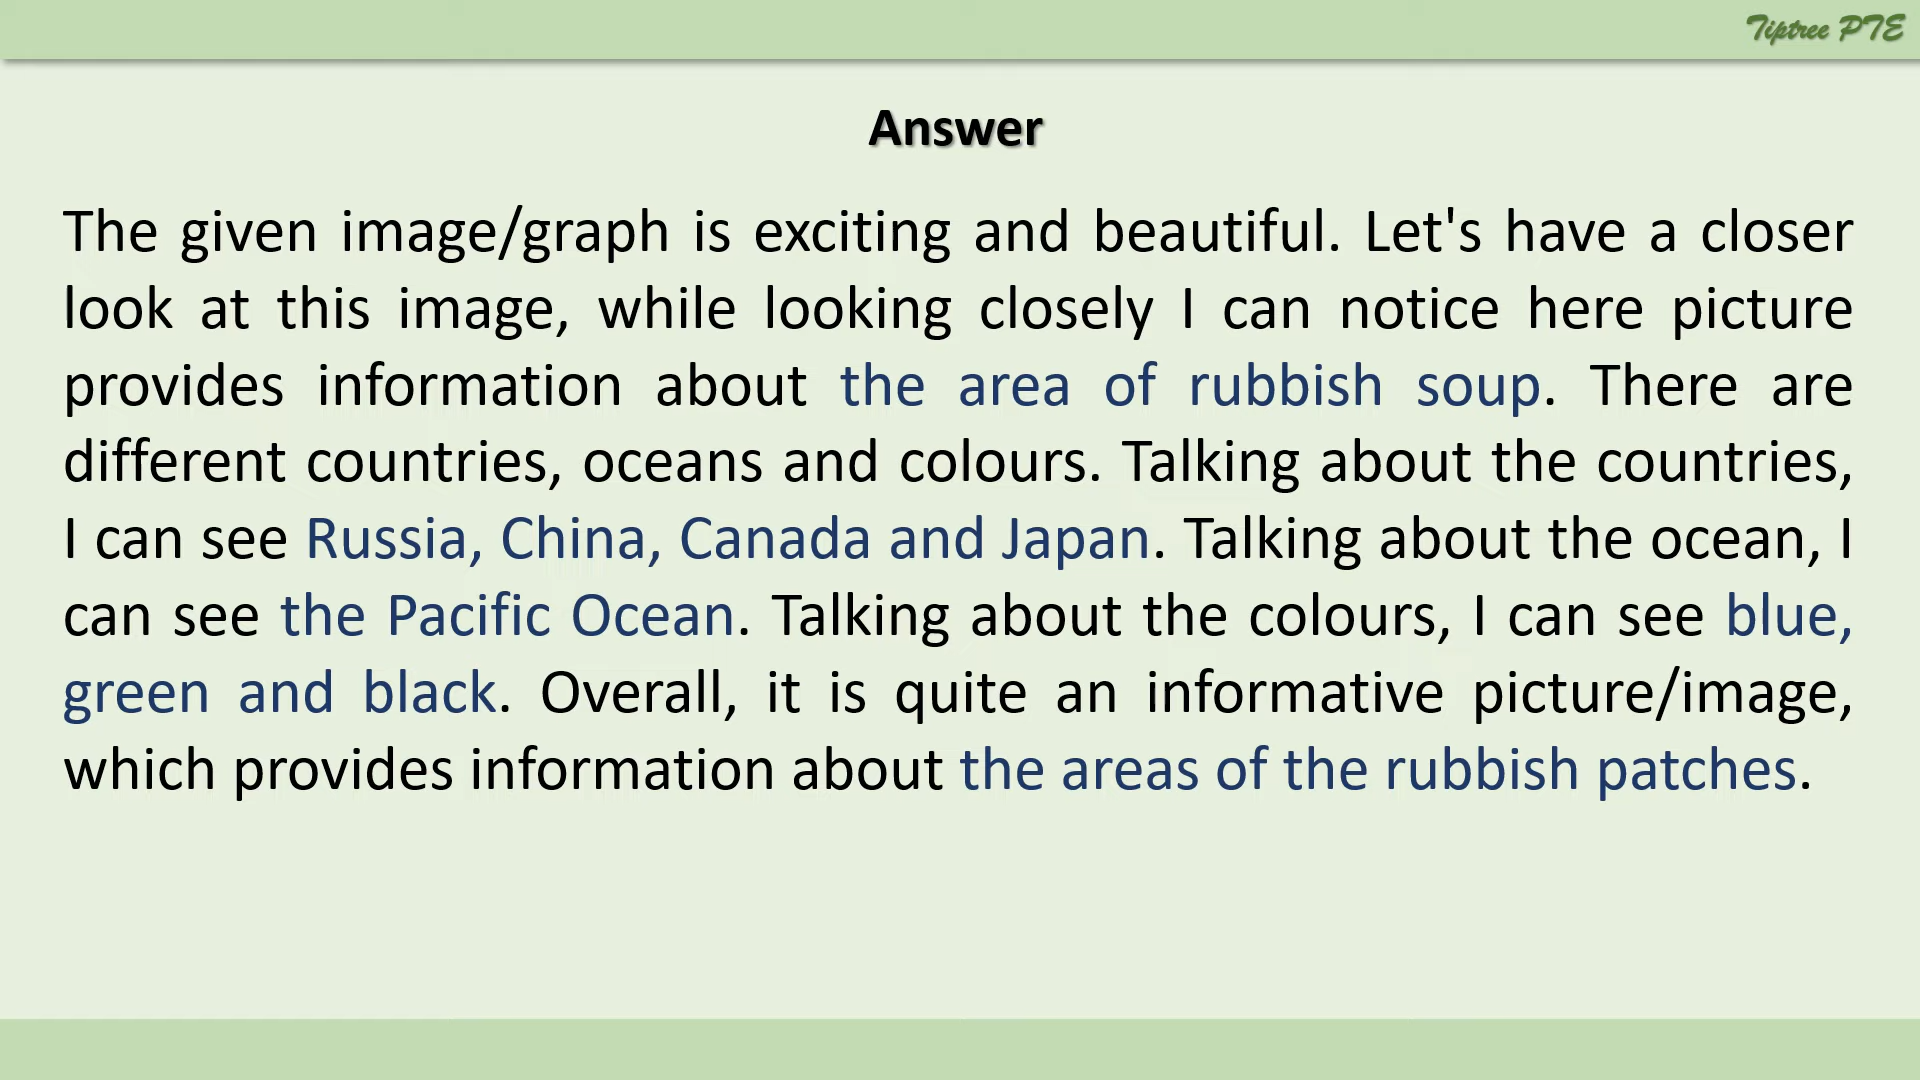 Tiptree PTE
Answer
The given image/graph is exciting and beautiful. Let's have a closer
look at this image, while looking closely I can notice here picture
provides information about the area of rubbish soup. There are
different countries, oceans and colours. Talking about the countries,
I can see Russia, China, Canada and Japan. Talking about the ocean, I
can see the Pacific Ocean. Talking about the colours, I can see blue,
green and black. Overall, it is quite an informative picture/image,
which provides information about the areas of the rubbish patches.